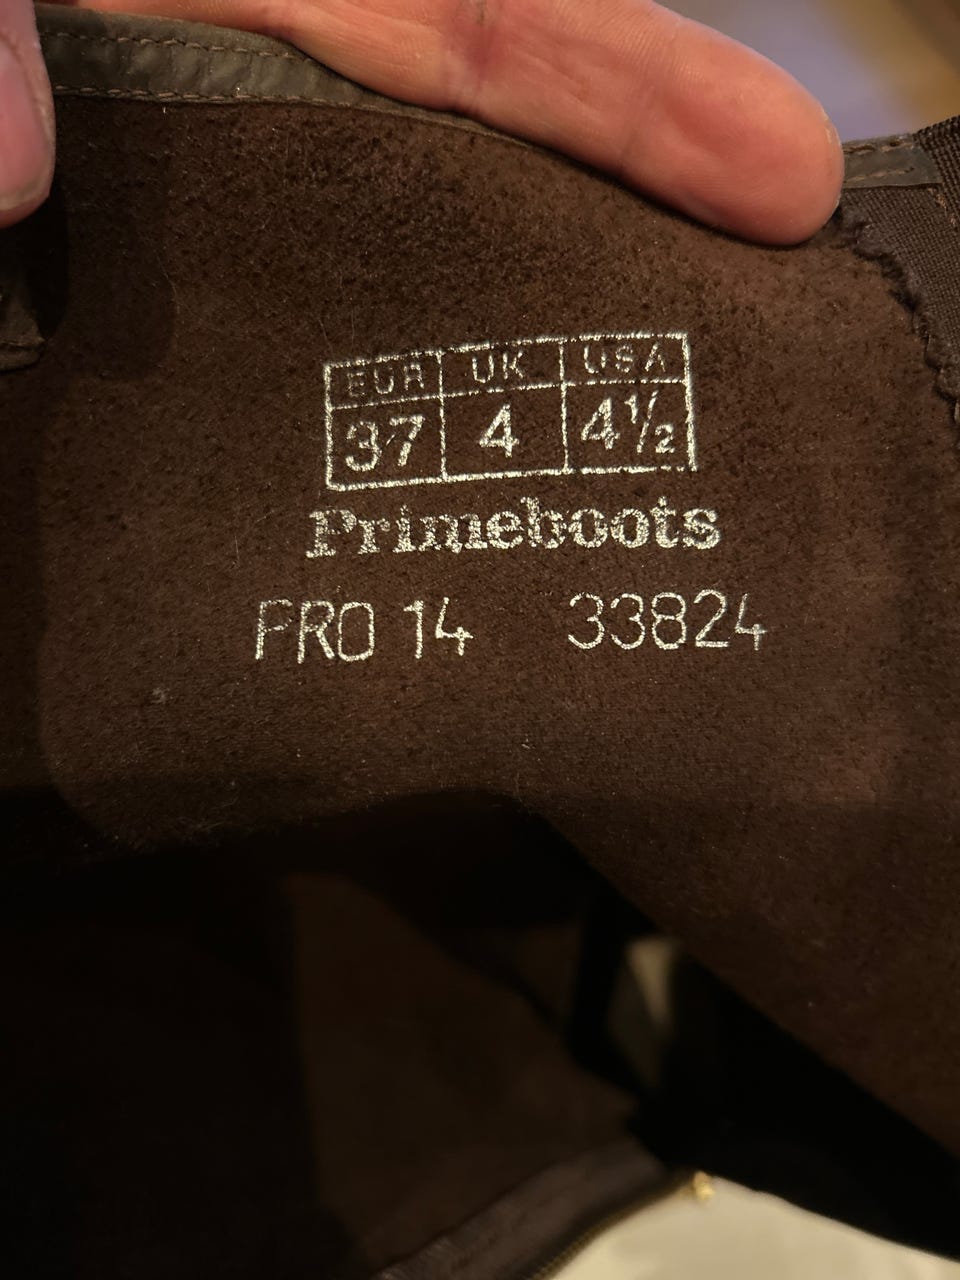 EUR UK USA
37 4 4½
Primeboots
PRO 14 33824